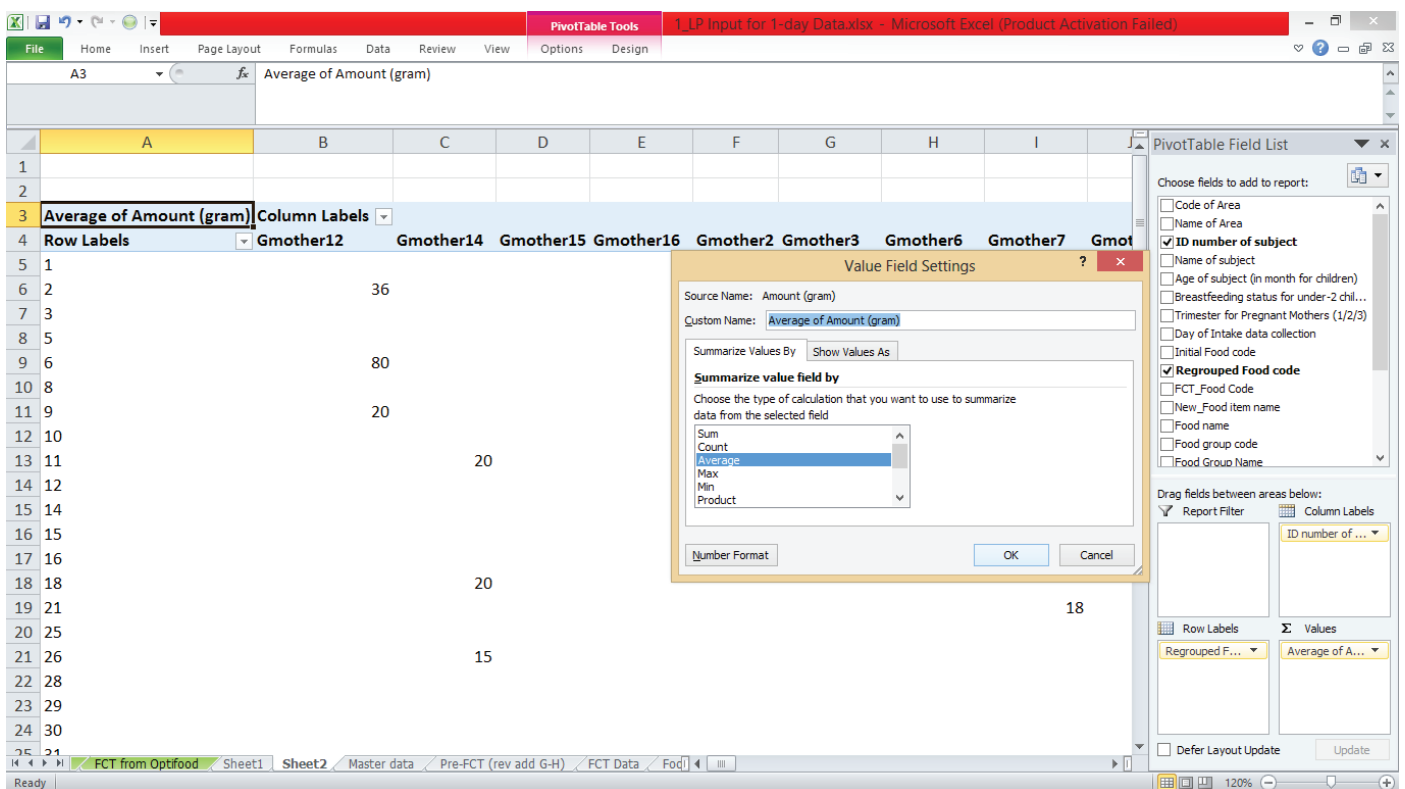 PivotTable Tools
1_LP Input for 1-day Data.xlsx - Microsoft Excel (Product Activation Failed)
File Home Insert Page Layout Formulas Data Review View Options Design
A3 fx Average of Amount (gram)
A B C D E F G H I J
1
2
3 Average of Amount (gram) Column Labels
4 Row Labels Gmother12 Gmother14 Gmother15 Gmother16 Gmother2 Gmother3 Gmother6 Gmother7 Gmot
5 1
6 2 36
7 3
8 5
9 6 80
10 8
11 9 20
12 10
13 11 20
14 12
15 14
16 15
17 16
18 18 20
19 21 18
20 25
21 26 15
22 28
23 29
24 30
25 31
Value Field Settings ?
Source Name: Amount (gram)
Custom Name: Average of Amount (gram)
Summarize Values By Show Values As
Summarize value field by
Choose the type of calculation that you want to use to summarize
data from the selected field
Sum
Count
Average
Max
Min
Product
Number Format OK Cancel
PivotTable Field List
Choose fields to add to report:
Code of Area
Name of Area
ID number of subject
Name of subject
Age of subject (in month for children)
Breastfeeding status for under-2 chil...
Trimester for Pregnant Mothers (1/2/3)
Day of Intake data collection
Initial Food code
Regrouped Food code
FCT_Food Code
New_Food item name
Food name
Food group code
Food Group Name
Drag fields between areas below:
Report Filter Column Labels
ID number of ...
Row Labels Σ Values
Regrouped F... Average of A...
Defer Layout Update Update
FCT from Optifood Sheet1 Sheet2 Master data Pre-FCT (rev add G-H) FCT Data Food
Ready 120%